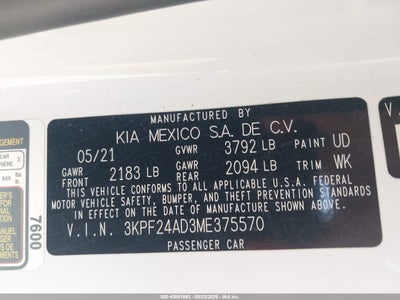 MANUFACTURED BY
KIA MEXICO S.A. DE C.V.
05/21 GVWR 3792 LB PAINT UD
GAWR FRONT 2183 LB GAWR REAR 2094 LB TRIM WK
THIS VEHICLE CONFORMS TO ALL APPLICABLE U.S.A. FEDERAL
MOTOR VEHICLE SAFETY, BUMPER, AND THEFT PREVENTION
STANDARDS IN EFFECT ON THE DATE OF MANUFACTURE SHOWN ABOVE.
V.I.N. 3KPF24AD3ME375570
PASSENGER CAR
7600